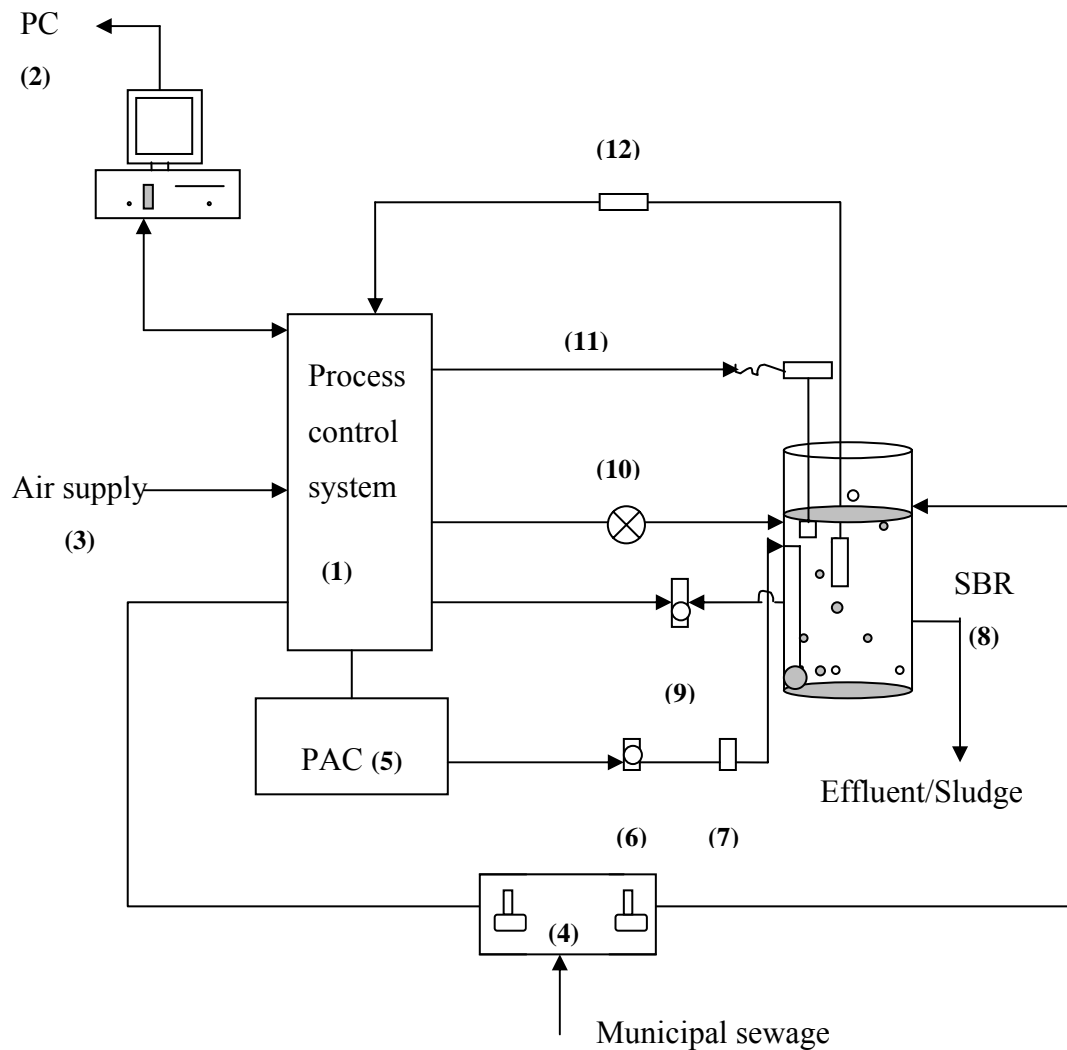 PC
(2)
(12)
(11)
Process
control
system
(1)
Air supply
(3)
(10)
SBR
(8)
(9)
PAC (5)
Effluent/Sludge
(6)
(7)
(4)
Municipal sewage